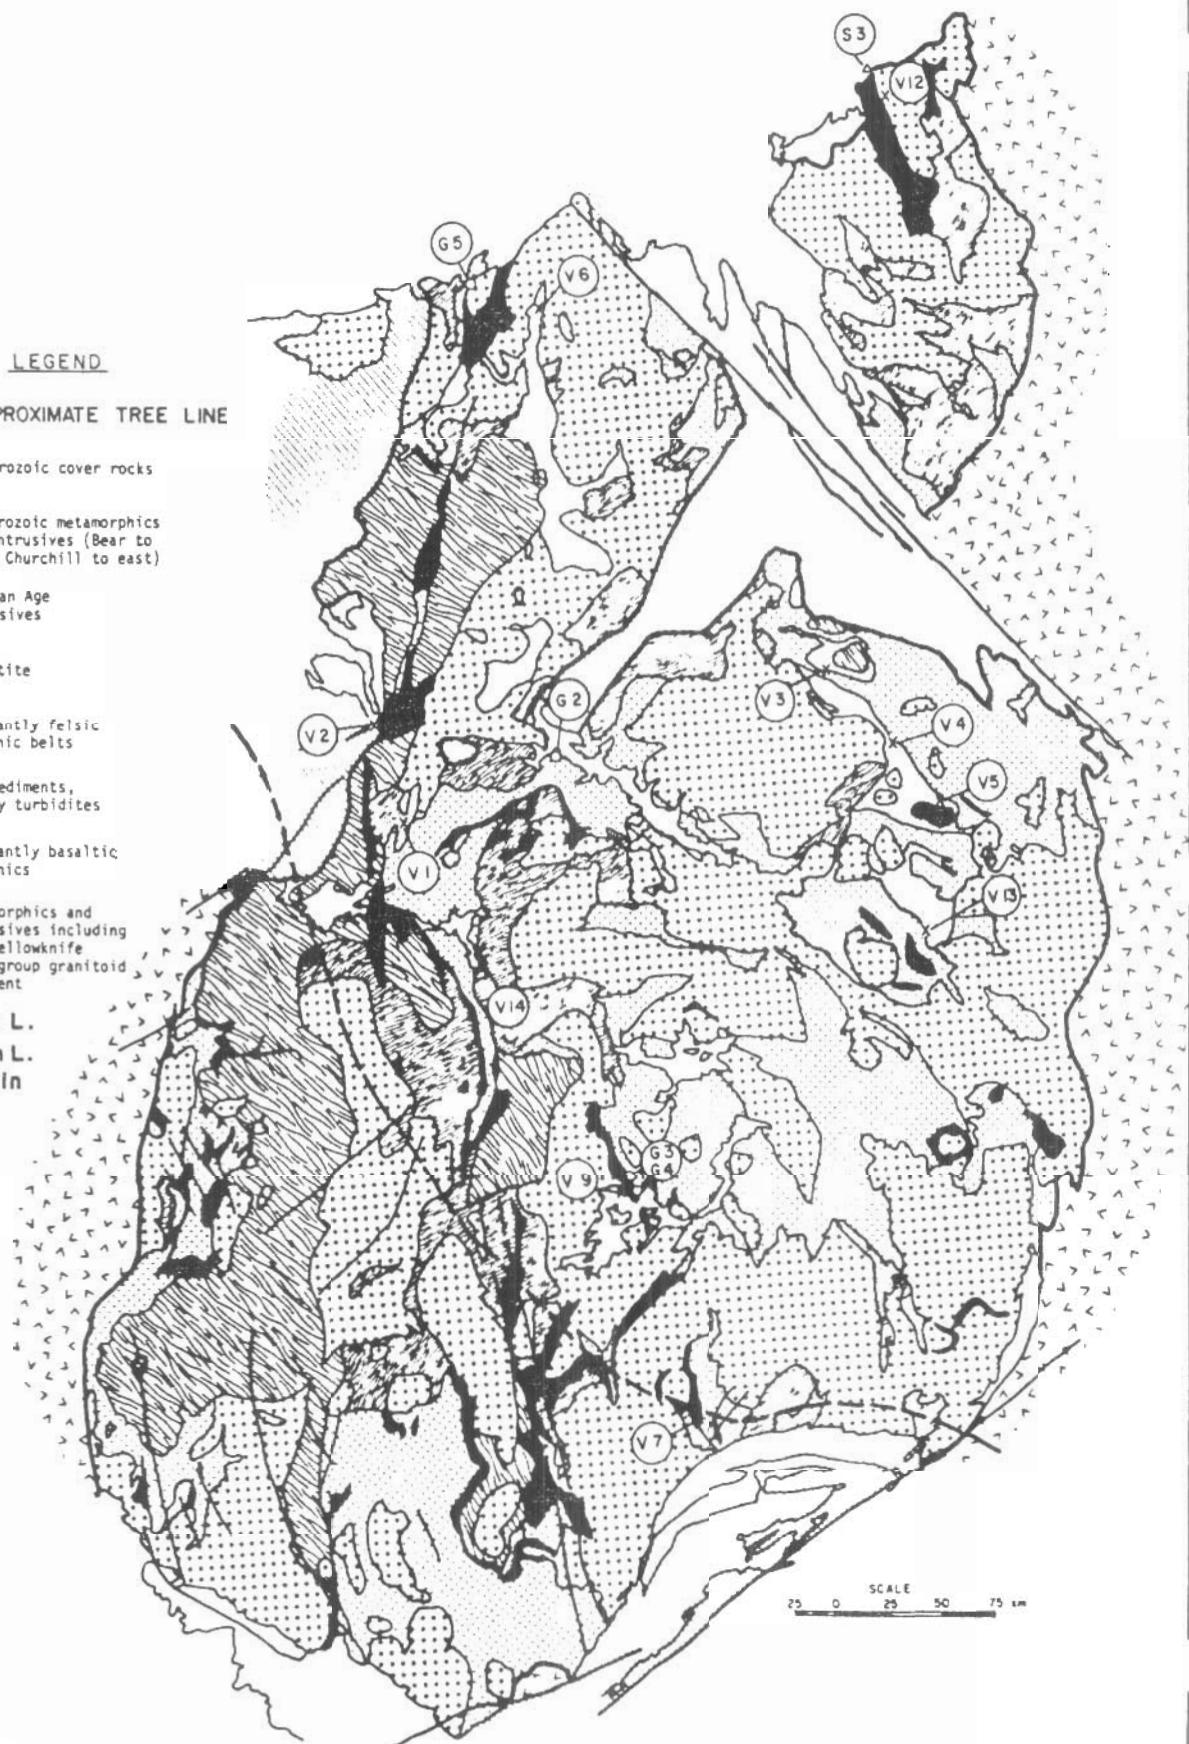 S3
V12
G5
V6
LEGEND
PROXIMATE TREE LINE
rozoic cover rocks
rozoic metamorphics
ntrusives (Bear to
Churchill to east)
an Age
sives
tite
antly felsic
nic belts
ediments,
y turbidites
antly basaltic
nics
orphics and
sives including
ellowknife
group granitoid
ent
L.
L.
in
G2
V3
V4
V2
V5
V1
V13
V14
G3
G4
V9
V7
SCALE
25 0 25 50 75 km